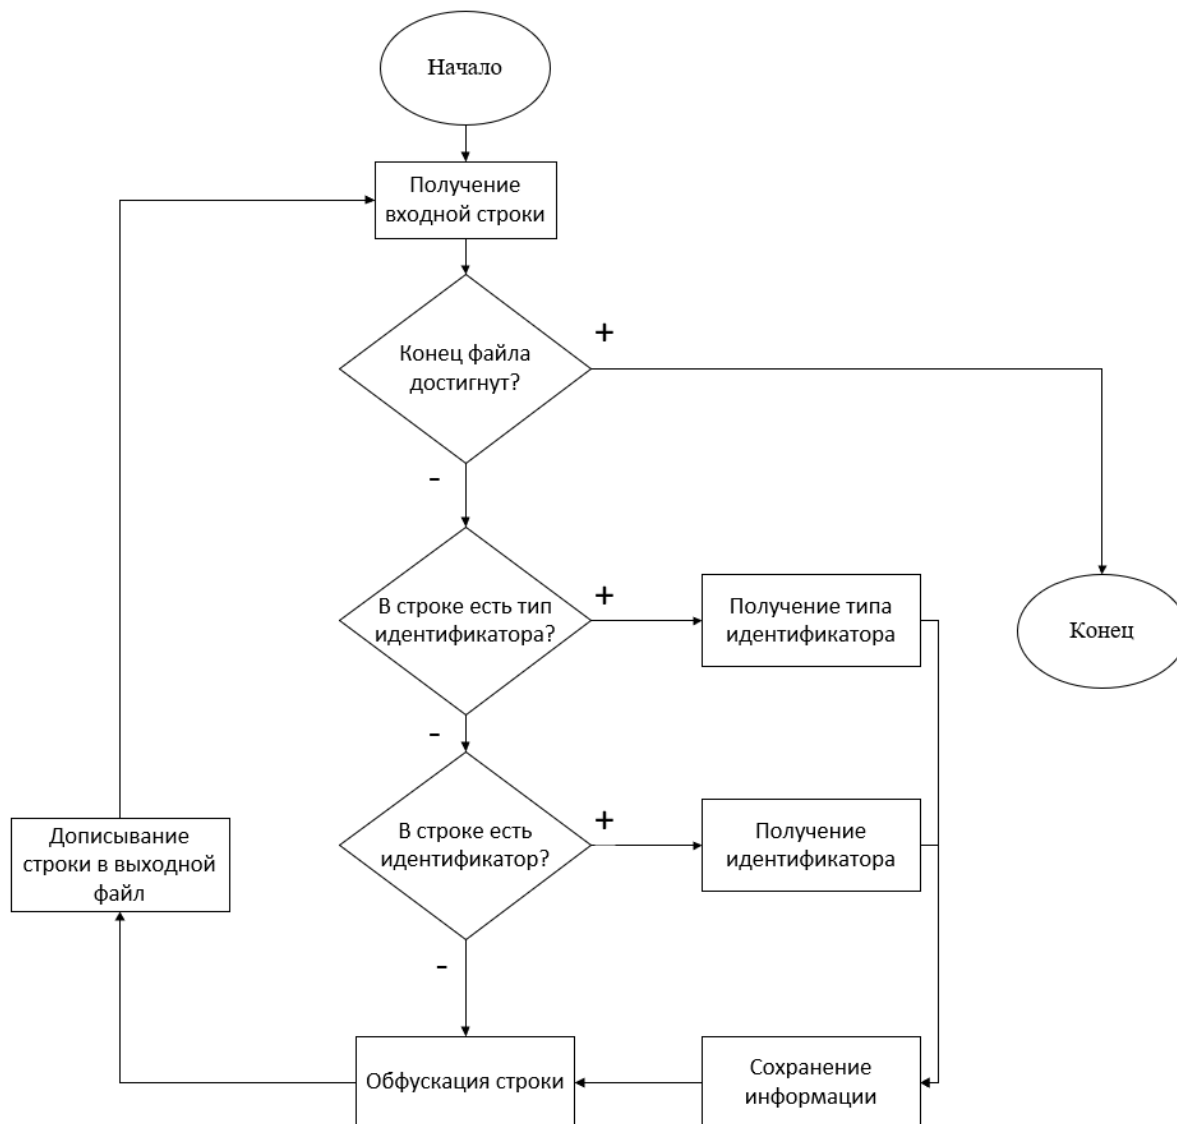 Начало
Получение
входной строки
+
Конец файла
достигнут?
-
+
В строке есть тип
идентификатора?
Получение типа
идентификатора
Конец
-
+
В строке есть
идентификатор?
Получение
идентификатора
Дописывание
строки в выходной
файл
-
Обфускация строки
Сохранение
информации